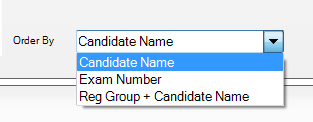 Order By Candidate Name
Candidate Name
Exam Number
Reg Group + Candidate Name